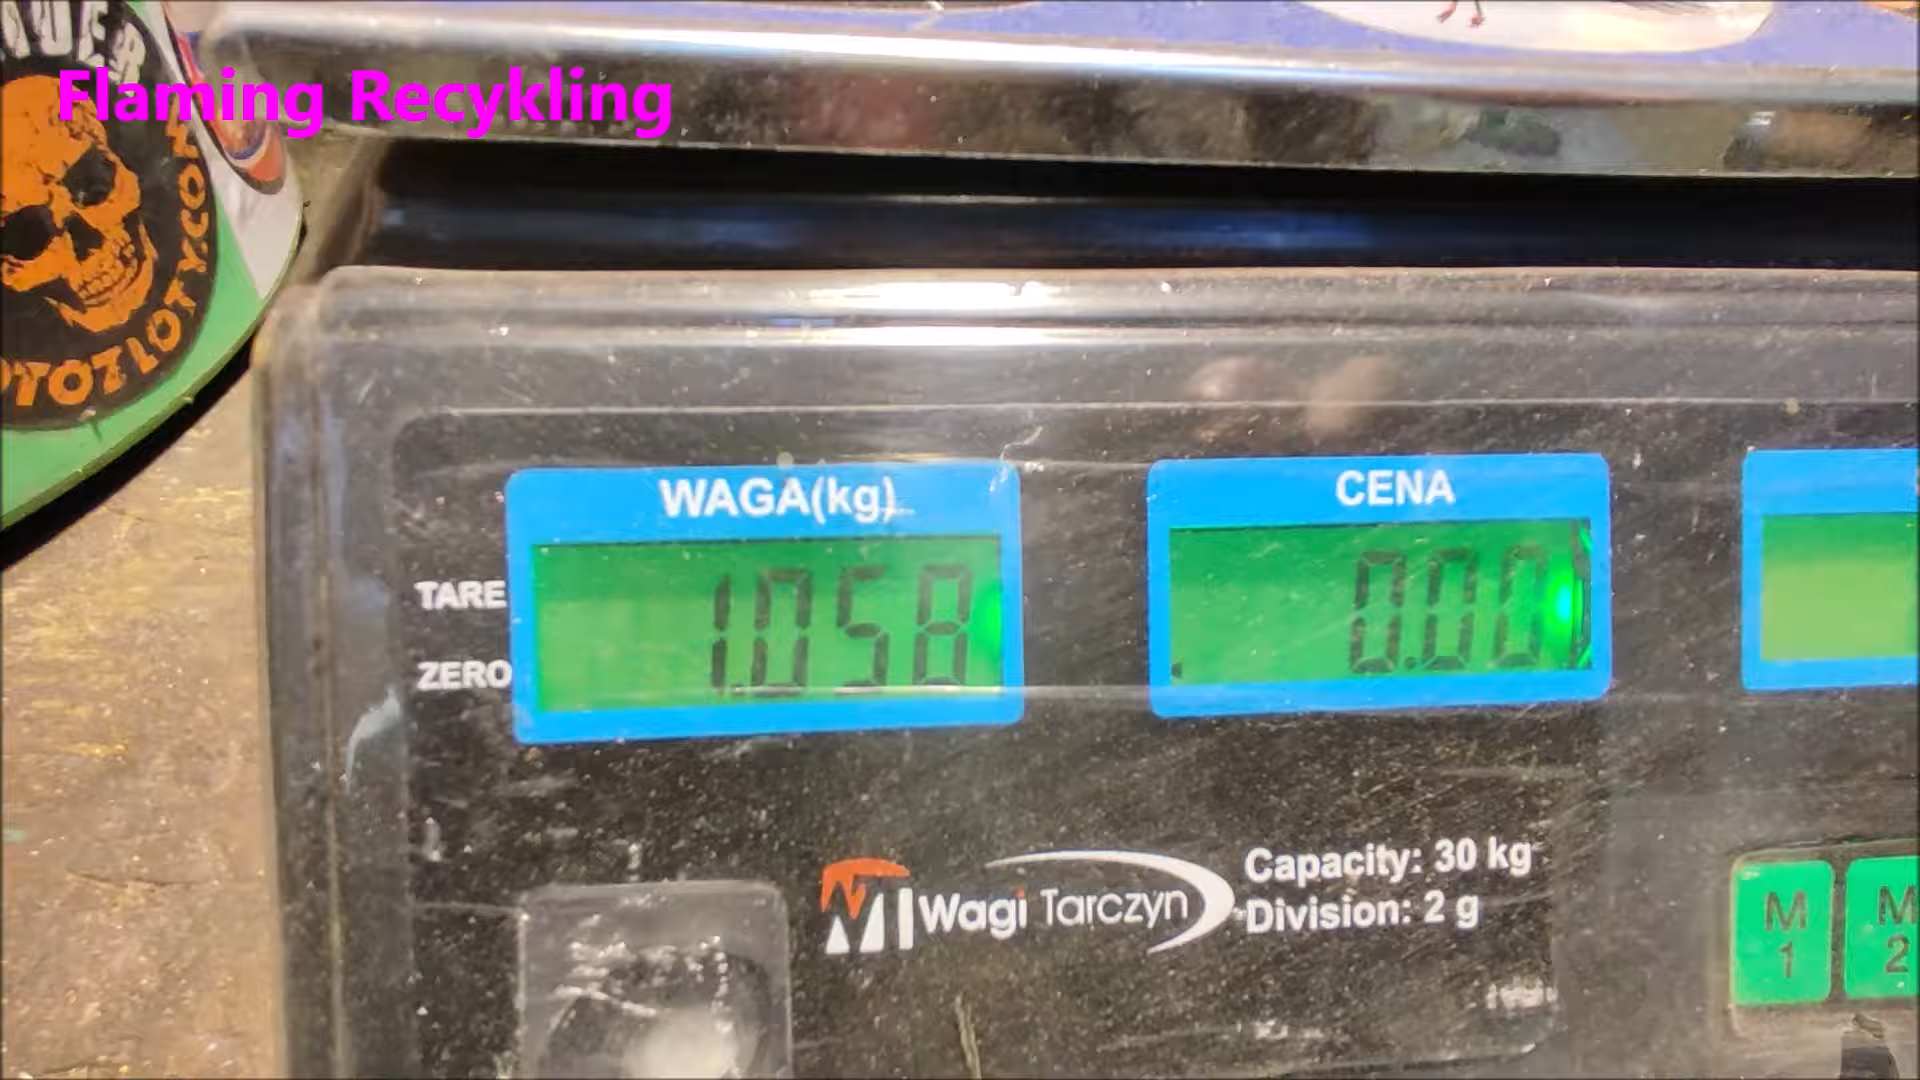 Flaming Recykling
WAGA(kg)
CENA
TARE
1.058
0.00
ZERO
Capacity: 30 kg
Wagi Tarczyn
Division: 2 g
M
1
M
2